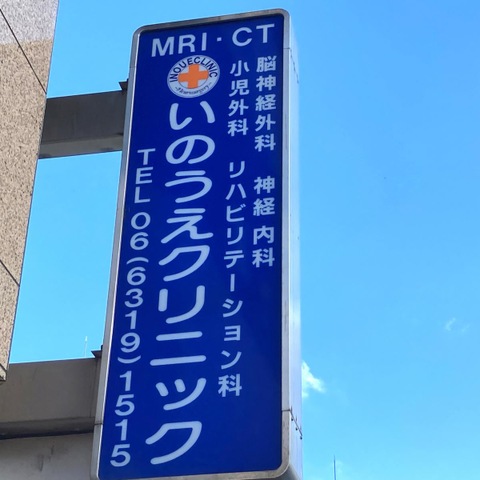 MRI・CT
脳神経外科 神経内科
小児外科 リハビリテーション科
INOUE CLINIC
いのうえクリニック
TEL 06(6319)1515